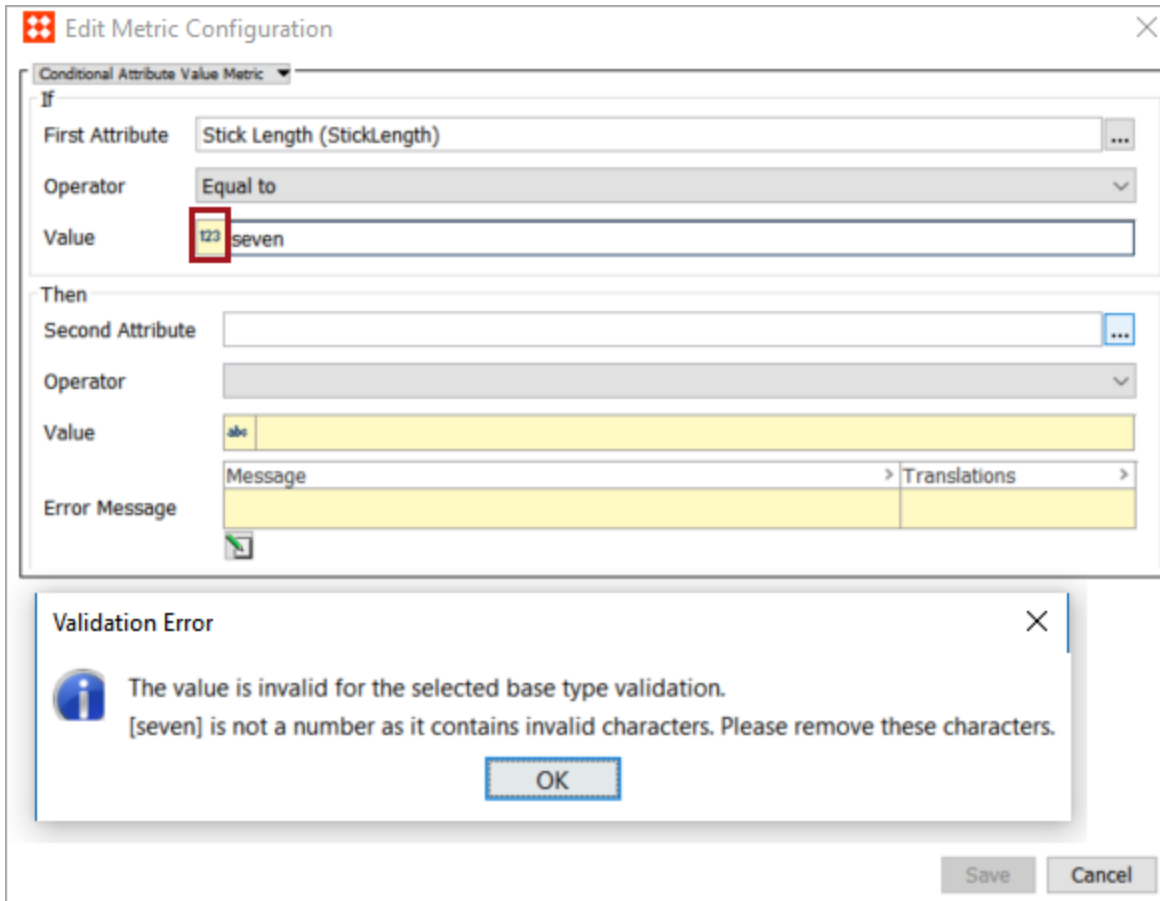 Edit Metric Configuration
Conditional Attribute Value Metric
If
First Attribute Stick Length (StickLength) ...
Operator Equal to
Value 123 seven
Then
Second Attribute ...
Operator
Value abc
Message > Translations >
Error Message
Validation Error
The value is invalid for the selected base type validation.
[seven] is not a number as it contains invalid characters. Please remove these characters.
OK
Save Cancel